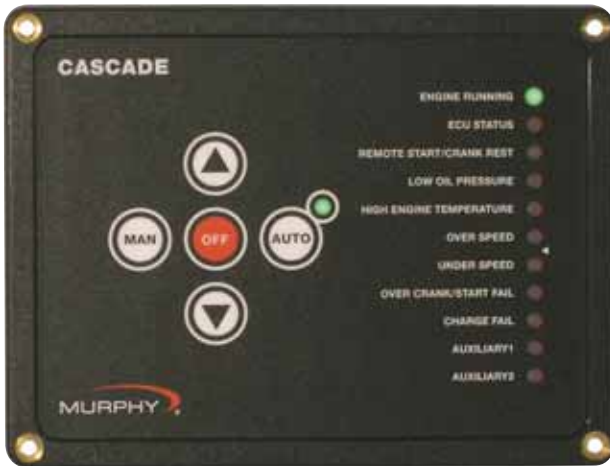 CASCADE
MAN
OFF
AUTO
MURPHY
ENGINE RUNNING
ECU STATUS
REMOTE START/CRANK REST
LOW OIL PRESSURE
HIGH ENGINE TEMPERATURE
OVER SPEED
UNDER SPEED
OVER CRANK/START FAIL
CHARGE FAIL
AUXILIARY1
AUXILIARY2